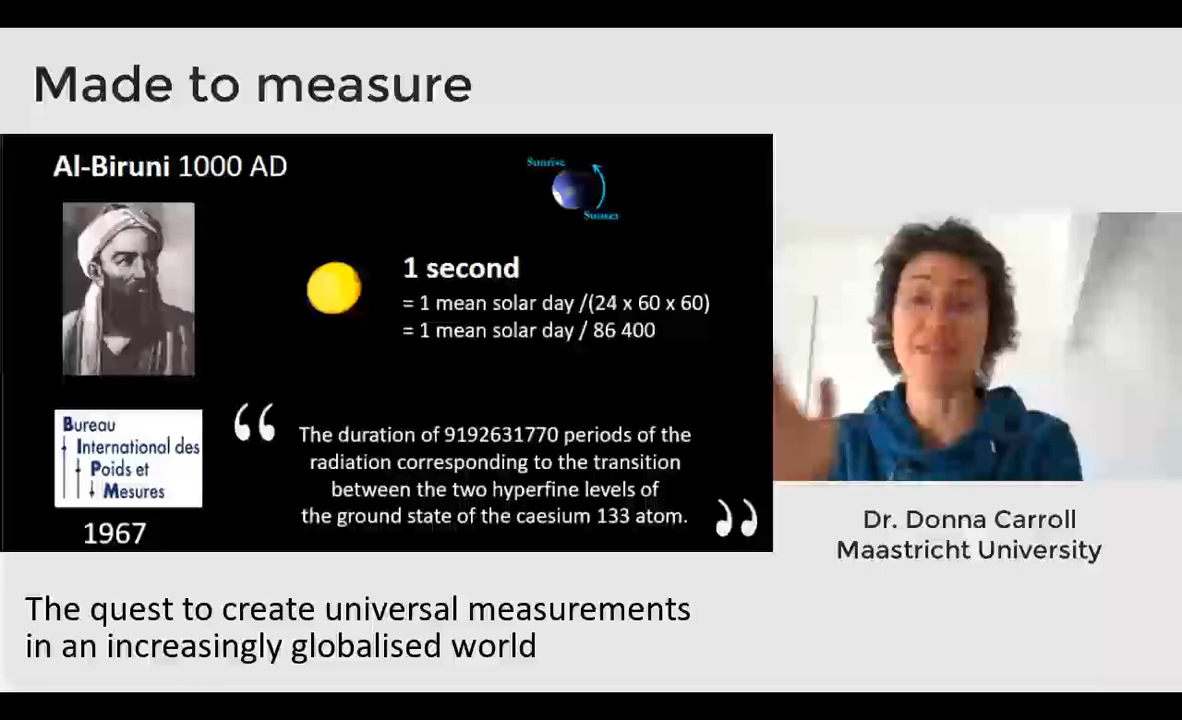 Made to measure
Al-Biruni 1000 AD
Sunrise
Sunset
1 second
= 1 mean solar day /(24 x 60 x 60)
= 1 mean solar day / 86 400
Bureau
International des
Poids et
Mesures
1967
“
The duration of 9192631770 periods of the
radiation corresponding to the transition
between the two hyperfine levels of
the ground state of the caesium 133 atom.
”
Dr. Donna Carroll
Maastricht University
The quest to create universal measurements
in an increasingly globalised world